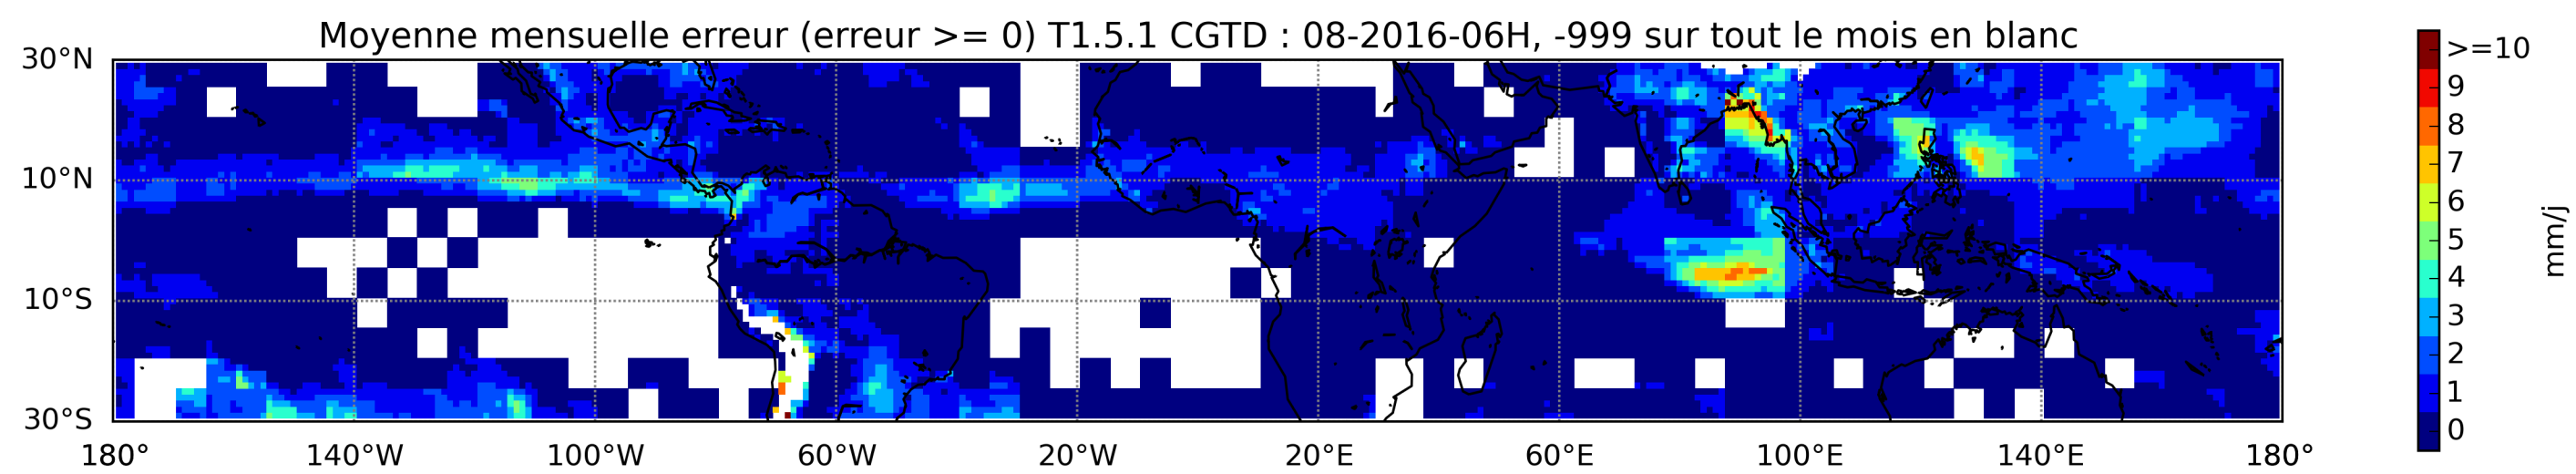 Moyenne mensuelle erreur (erreur >= 0) T1.5.1 CGTD : 08-2016-06H, -999 sur tout le mois en blanc
30°N
10°N
10°S
30°S
180° 140°W 100°W 60°W 20°W 20°E 60°E 100°E 140°E 180°
>=10
9
8
7
6
5
4
3
2
1
0
mm/j